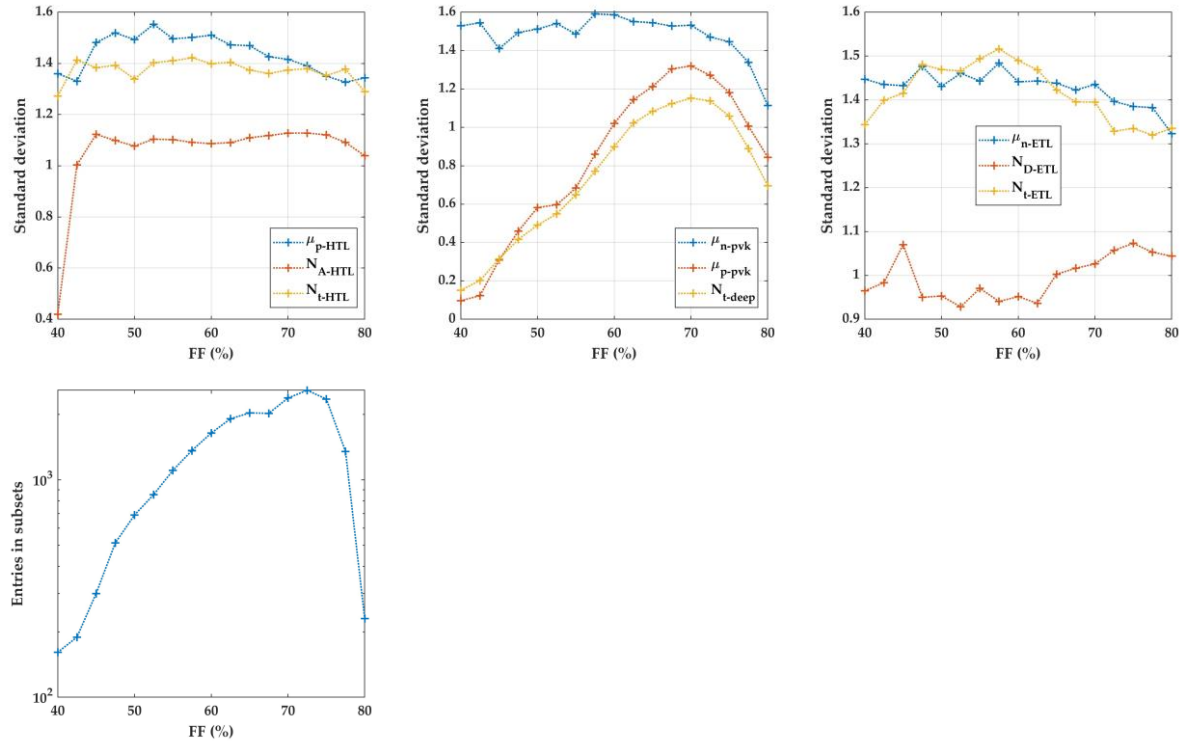 1.6
1.4
1.2
1
0.8
0.6
0.4
Standard deviation
40
50
60
70
80
FF (%)
μp-HTL
NA-HTL
Nt-HTL
1.6
1.4
1.2
1
0.8
0.6
0.4
0.2
0
Standard deviation
40
50
60
70
80
FF (%)
μn-pvk
μp-pvk
Nt-deep
1.6
1.5
1.4
1.3
1.2
1.1
1
0.9
Standard deviation
40
50
60
70
80
FF (%)
μn-ETL
ND-ETL
Nt-ETL
10³
10²
Entries in subsets
40
50
60
70
80
FF (%)